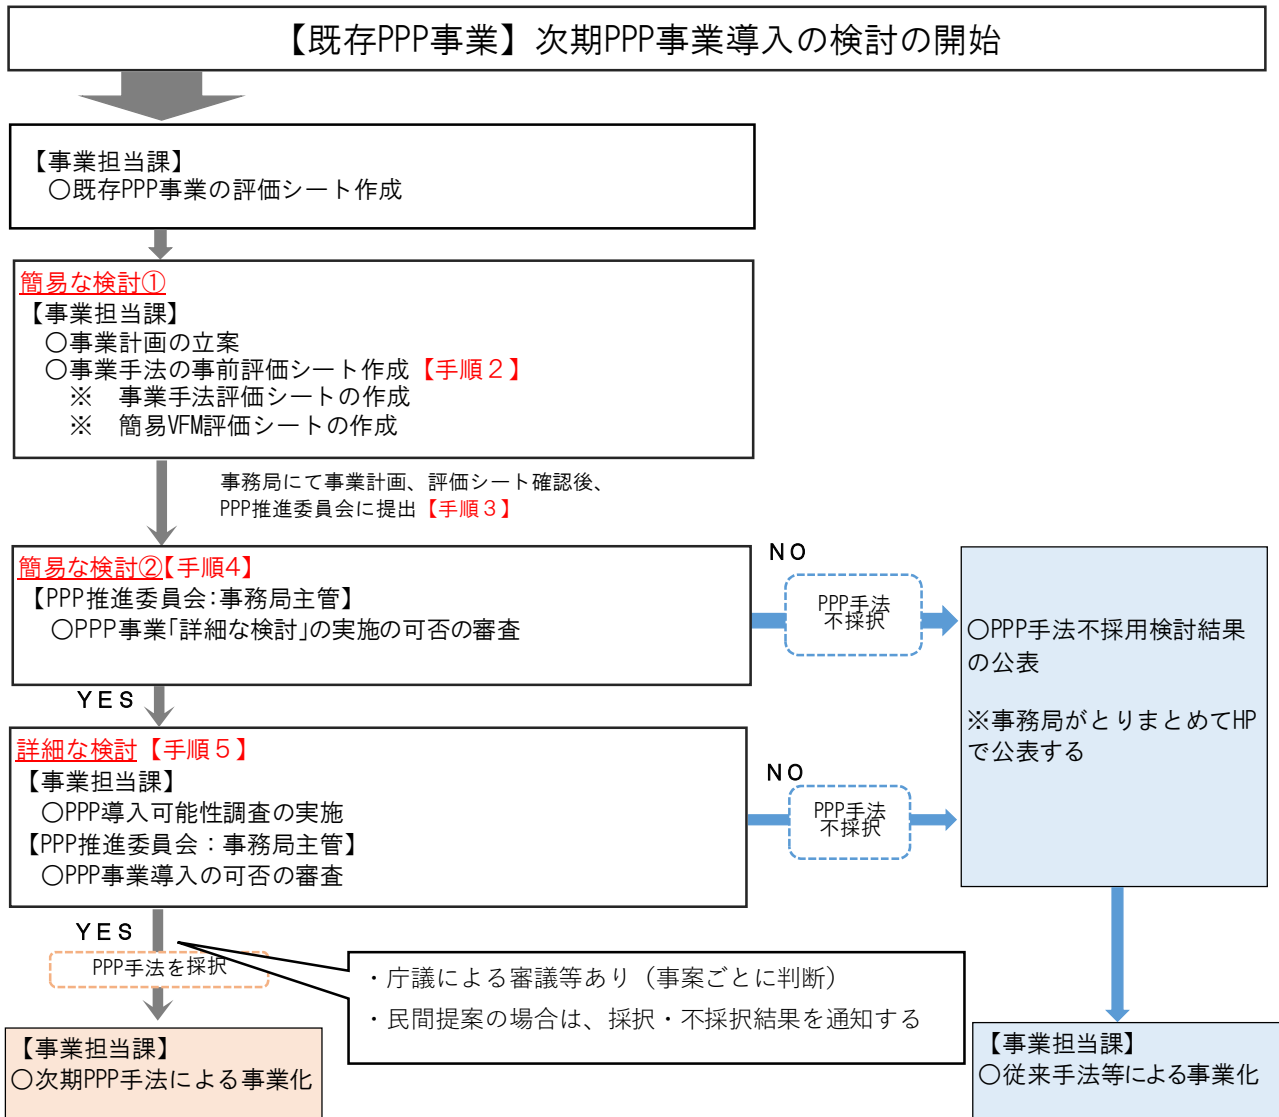 【既存PPP事業】次期PPP事業導入の検討の開始
【事業担当課】
○既存PPP事業の評価シート作成
簡易な検討①
【事業担当課】
○事業計画の立案
○事業手法の事前評価シート作成【手順２】
※　事業手法評価シートの作成
※　簡易VFM評価シートの作成
事務局にて事業計画、評価シート確認後、
PPP推進委員会に提出【手順３】
簡易な検討②【手順4】
【PPP推進委員会：事務局主管】
○PPP事業「詳細な検討」の実施の可否の審査
NO
PPP手法
不採択
○PPP手法不採用検討結果
の公表
※事務局がとりまとめてHP
で公表する
YES
詳細な検討【手順５】
【事業担当課】
○PPP導入可能性調査の実施
【PPP推進委員会：事務局主管】
○PPP事業導入の可否の審査
NO
PPP手法
不採択
YES
PPP手法を採択
・庁議による審議等あり（事案ごとに判断）
・民間提案の場合は、採択・不採択結果を通知する
【事業担当課】
○次期PPP手法による事業化
【事業担当課】
○従来手法等による事業化